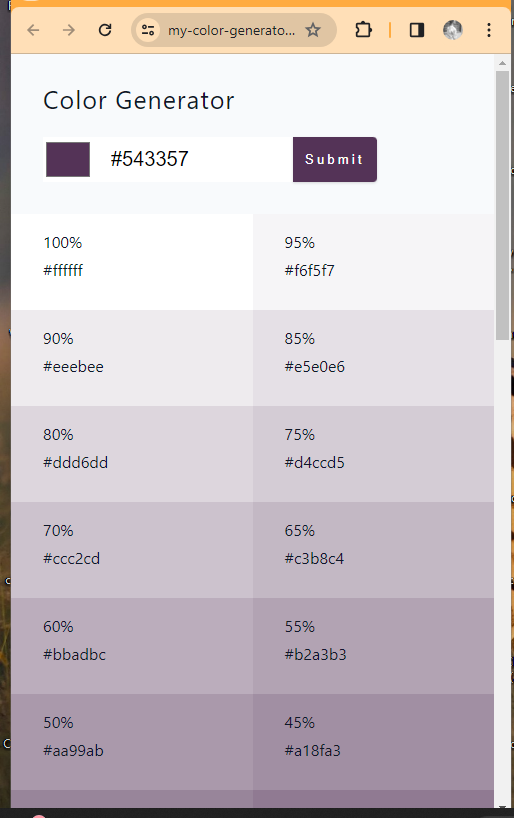 my-color-generato...
Color Generator
#543357
Submit
100%
#ffffff
95%
#f6f5f7
90%
#eeebee
85%
#e5e0e6
80%
#ddd6dd
75%
#d4ccd5
70%
#ccc2cd
65%
#c3b8c4
60%
#bbadbc
55%
#b2a3b3
50%
#aa99ab
45%
#a18fa3